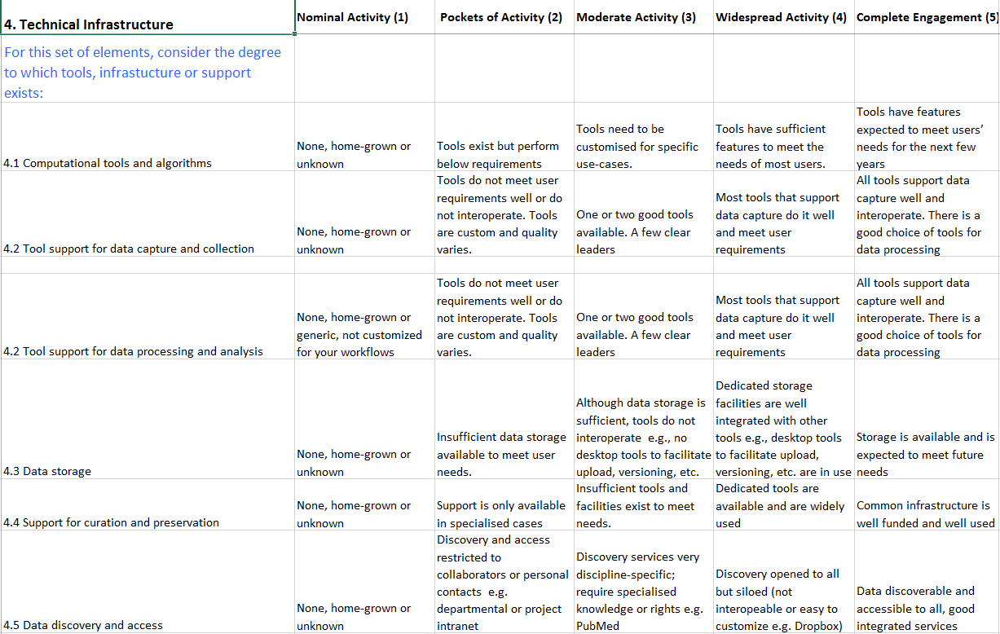 4. Technical Infrastructure
Nominal Activity (1)
Pockets of Activity (2)
Moderate Activity (3)
Widespread Activity (4)
Complete Engagement (5)
For this set of elements, consider the degree
to which tools, infrastucture or support
exists:
4.1 Computational tools and algorithms
None, home-grown or
unknown
Tools exist but perform
below requirements
Tools need to be
customised for specific
use-cases.
Tools have sufficient
features to meet the
needs of most users.
Tools have features
expected to meet users’
needs for the next few
years
4.2 Tool support for data capture and collection
None, home-grown or
unknown
Tools do not meet user
requirements well or do
not interoperate. Tools
are custom and quality
varies.
One or two good tools
available. A few clear
leaders
Most tools that support
data capture do it well
and meet user
requirements
All tools support data
capture well and
interoperate. There is a
good choice of tools for
data processing
4.2 Tool support for data processing and analysis
None, home-grown or
generic, not customized
for your workflows
Tools do not meet user
requirements well or do
not interoperate. Tools
are custom and quality
varies.
One or two good tools
available. A few clear
leaders
Most tools that support
data capture do it well
and meet user
requirements
All tools support data
capture well and
interoperate. There is a
good choice of tools for
data processing
4.3 Data storage
None, home-grown or
unknown
Insufficient data storage
available to meet user
needs.
Although data storage is
sufficient, tools do not
interoperate e.g., no
desktop tools to facilitate
upload, versioning, etc.
Dedicated storage
facilities are well
integrated with other
tools e.g., desktop tools
to facilitate upload,
versioning, etc. are in use
Storage is available and is
expected to meet future
needs
4.4 Support for curation and preservation
None, home-grown or
unknown
Support is only available
in specialised cases
Insufficient tools and
facilities exist to meet
needs.
Dedicated tools are
available and are widely
used
Common infrastructure is
well funded and well used
4.5 Data discovery and access
None, home-grown or
unknown
Discovery and access
restricted to
collaborators or personal
contacts e.g.
departmental or project
intranet
Discovery services very
discipline-specific;
require specialised
knowledge or rights e.g.
PubMed
Discovery opened to all
but siloed (not
interopeable or easy to
customize e.g. Dropbox)
Data discoverable and
accessible to all, good
integrated services